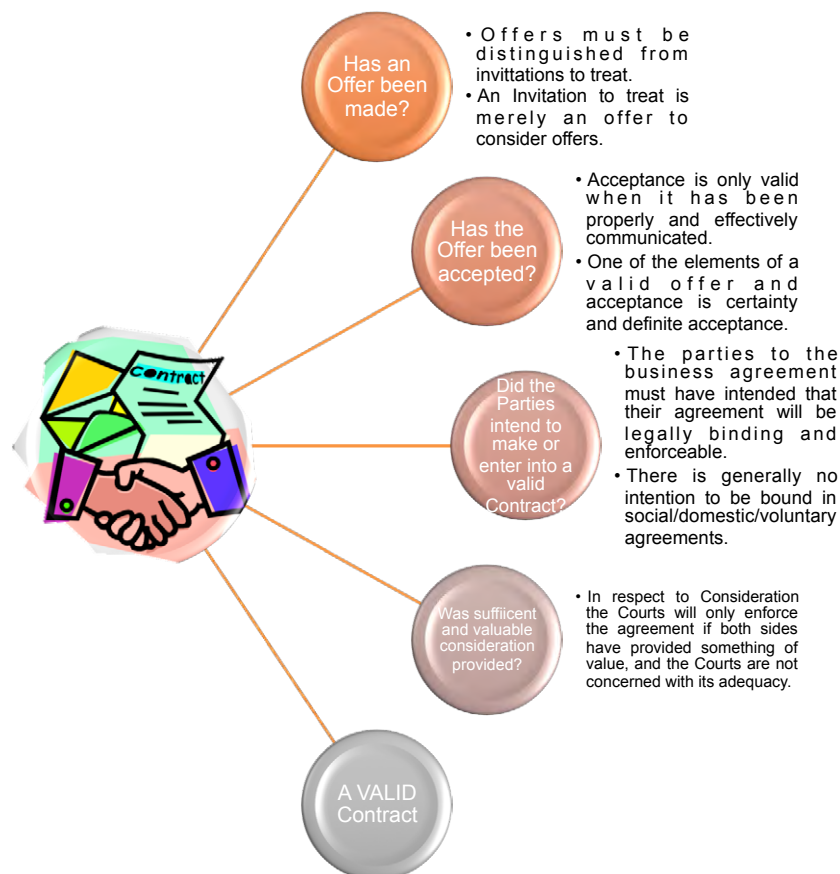 Has an
Offer been
made?
• Offers must be
distinguished from
invittations to treat.
• An Invitation to treat is
merely an offer to
consider offers.
Has the
Offer been
accepted?
• Acceptance is only valid
when it has been
properly and effectively
communicated.
• One of the elements of a
valid offer and
acceptance is certainty
and definite acceptance.
contract
Did the
Parties
intend to
make or
enter into a
valid
Contract?
• The parties to the
business agreement
must have intended that
their agreement will be
legally binding and
enforceable.
• There is generally no
intention to be bound in
social/domestic/voluntary
agreements.
Was suffiicent
and valuable
consideration
provided?
• In respect to Consideration
the Courts will only enforce
the agreement if both sides
have provided something of
value, and the Courts are not
concerned with its adequacy.
A VALID
Contract